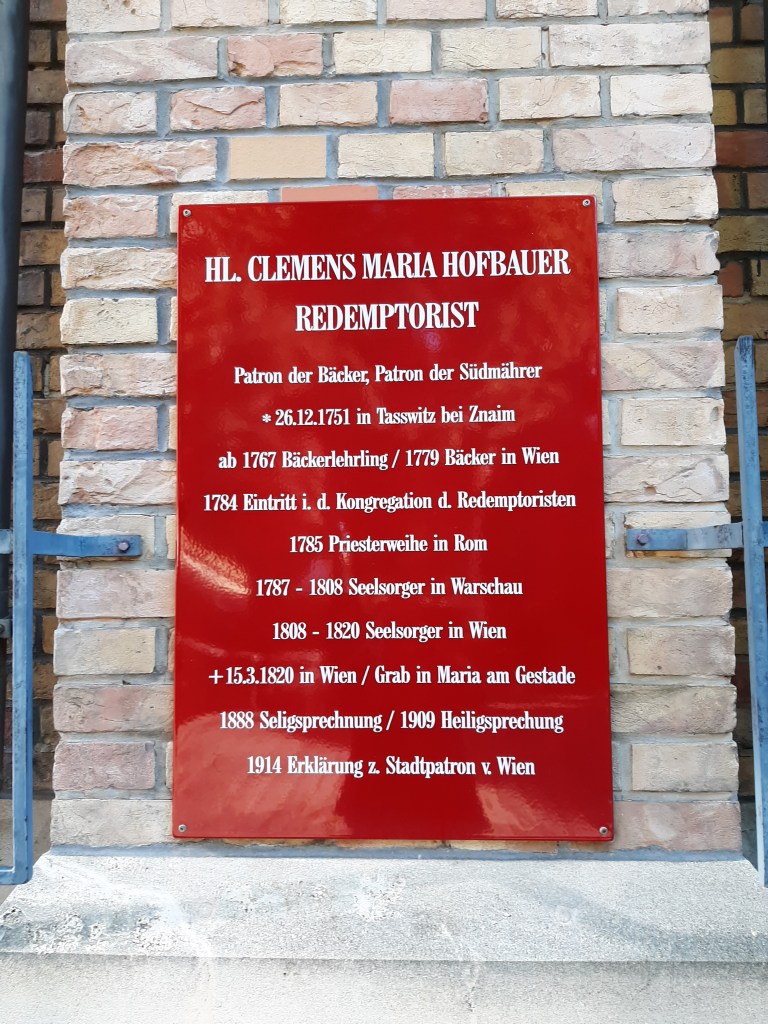 HL. CLEMENS MARIA HOFBAUER
REDEMPTORIST
Patron der Bäcker, Patron der Südmährer
* 26.12.1751 in Tasswitz bei Znaim
ab 1767 Bäckerlehrling / 1779 Bäcker in Wien
1784 Eintritt i. d. Kongregation d. Redemptoristen
1785 Priesterweihe in Rom
1787 - 1808 Seelsorger in Warschau
1808 - 1820 Seelsorger in Wien
+15.3.1820 in Wien / Grab in Maria am Gestade
1888 Seligsprechnung / 1909 Heiligsprechung
1914 Erklärung z. Stadtpatron v. Wien